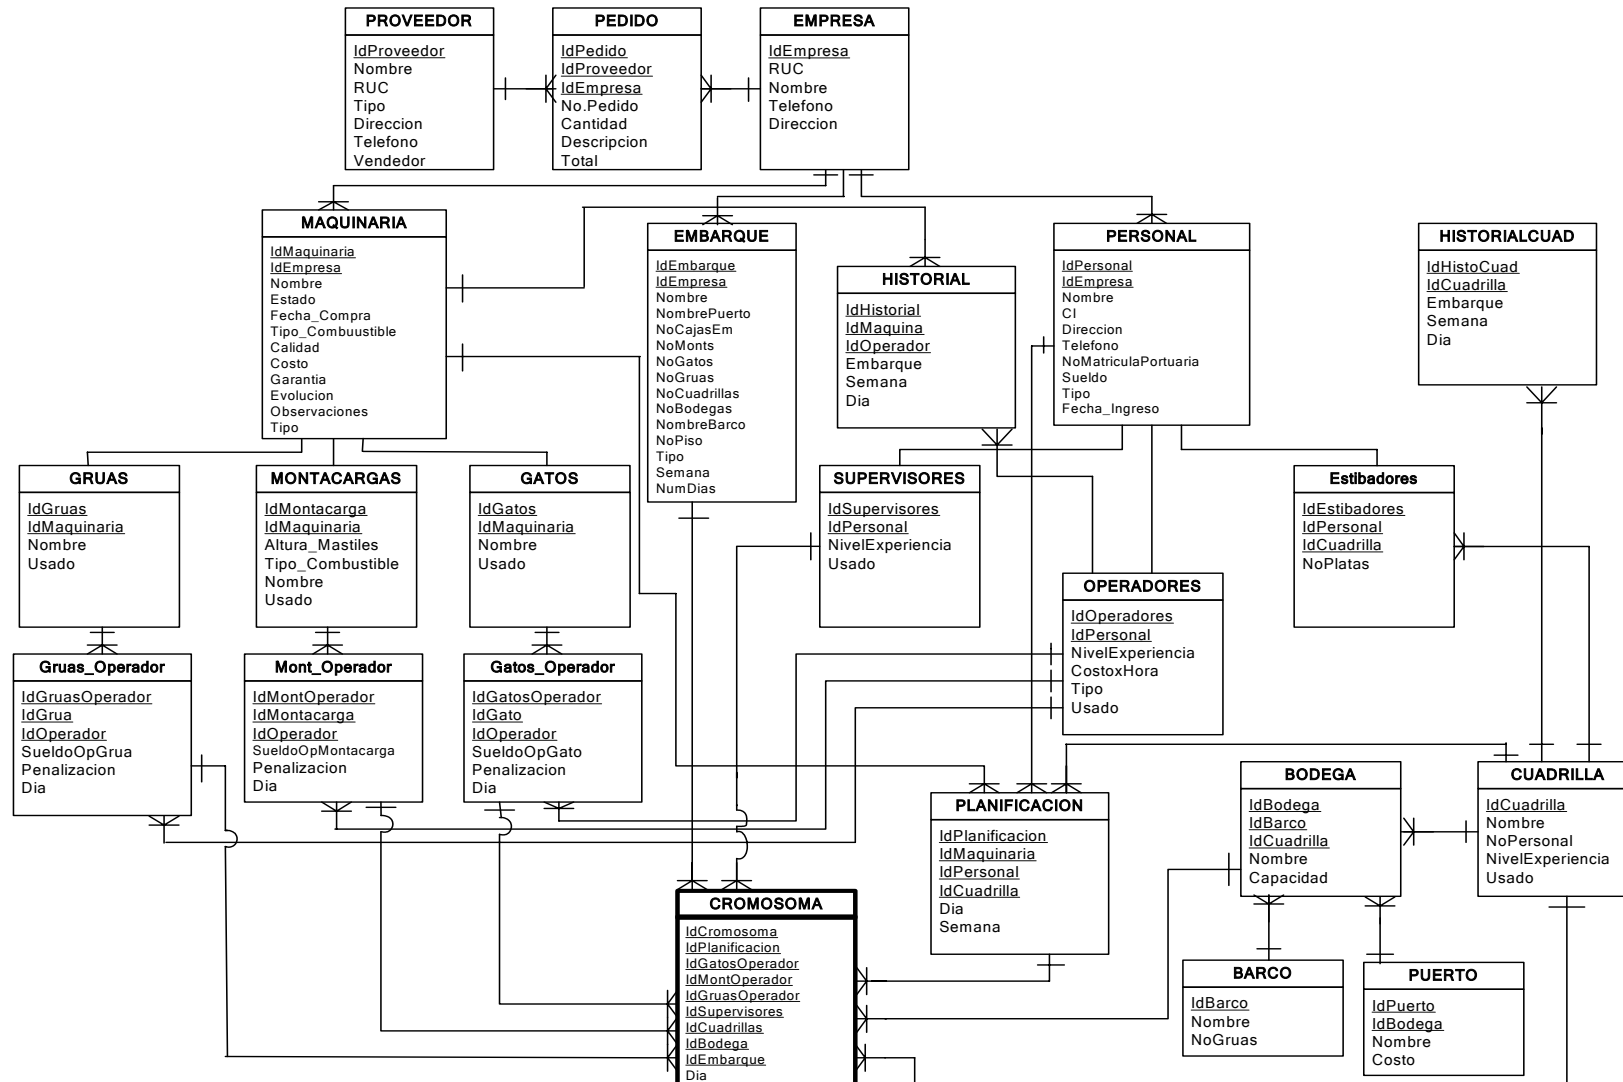 PROVEEDOR
IdProveedor
Nombre
RUC
Tipo
Direccion
Telefono
Vendedor
PEDIDO
IdPedido
IdProveedor
IdEmpresa
No.Pedido
Cantidad
Descripcion
Total
EMPRESA
IdEmpresa
RUC
Nombre
Telefono
Direccion
MAQUINARIA
IdMaquinaria
IdEmpresa
Nombre
Estado
Fecha_Compra
Tipo_Combuustible
Calidad
Costo
Garantia
Evolucion
Observaciones
Tipo
EMBARQUE
IdEmbarque
IdEmpresa
Nombre
NombrePuerto
NoCajasEm
NoMonts
NoGatos
NoGruas
NoCuadrillas
NoBodegas
NombreBarco
NoPiso
Tipo
Semana
NumDias
HISTORIAL
IdHistorial
IdMaquina
IdOperador
Embarque
Semana
Dia
PERSONAL
IdPersonal
IdEmpresa
Nombre
CI
Direccion
Telefono
NoMatriculaPortuaria
Sueldo
Tipo
Fecha_Ingreso
HISTORIALCUAD
IdHistoCuad
IdCuadrilla
Embarque
Semana
Dia
GRUAS
IdGruas
IdMaquinaria
Nombre
Usado
MONTACARGAS
IdMontacarga
IdMaquinaria
Altura_Mastiles
Tipo_Combustible
Nombre
Usado
GATOS
IdGatos
IdMaquinaria
Nombre
Usado
SUPERVISORES
IdSupervisores
IdPersonal
NivelExperiencia
Usado
Estibadores
IdEstibadores
IdPersonal
IdCuadrilla
NoPlatas
OPERADORES
IdOperadores
IdPersonal
NivelExperiencia
CostoxHora
Tipo
Usado
Gruas_Operador
IdGruasOperador
IdGrua
IdOperador
SueldoOpGrua
Penalizacion
Dia
Mont_Operador
IdMontOperador
IdMontacarga
IdOperador
SueldoOpMontacarga
Penalizacion
Dia
Gatos_Operador
IdGatosOperador
IdGato
IdOperador
SueldoOpGato
Penalizacion
Dia
PLANIFICACION
IdPlanificacion
IdMaquinaria
IdPersonal
IdCuadrilla
Dia
Semana
BODEGA
IdBodega
IdBarco
IdCuadrilla
Nombre
Capacidad
CUADRILLA
IdCuadrilla
Nombre
NoPersonal
NivelExperiencia
Usado
CROMOSOMA
IdCromosoma
IdPlanificacion
IdGatosOperador
IdMontOperador
IdGruasOperador
IdSupervisores
IdCuadrillas
IdBodega
IdEmbarque
Dia
BARCO
IdBarco
Nombre
NoGruas
PUERTO
IdPuerto
IdBodega
Nombre
Costo